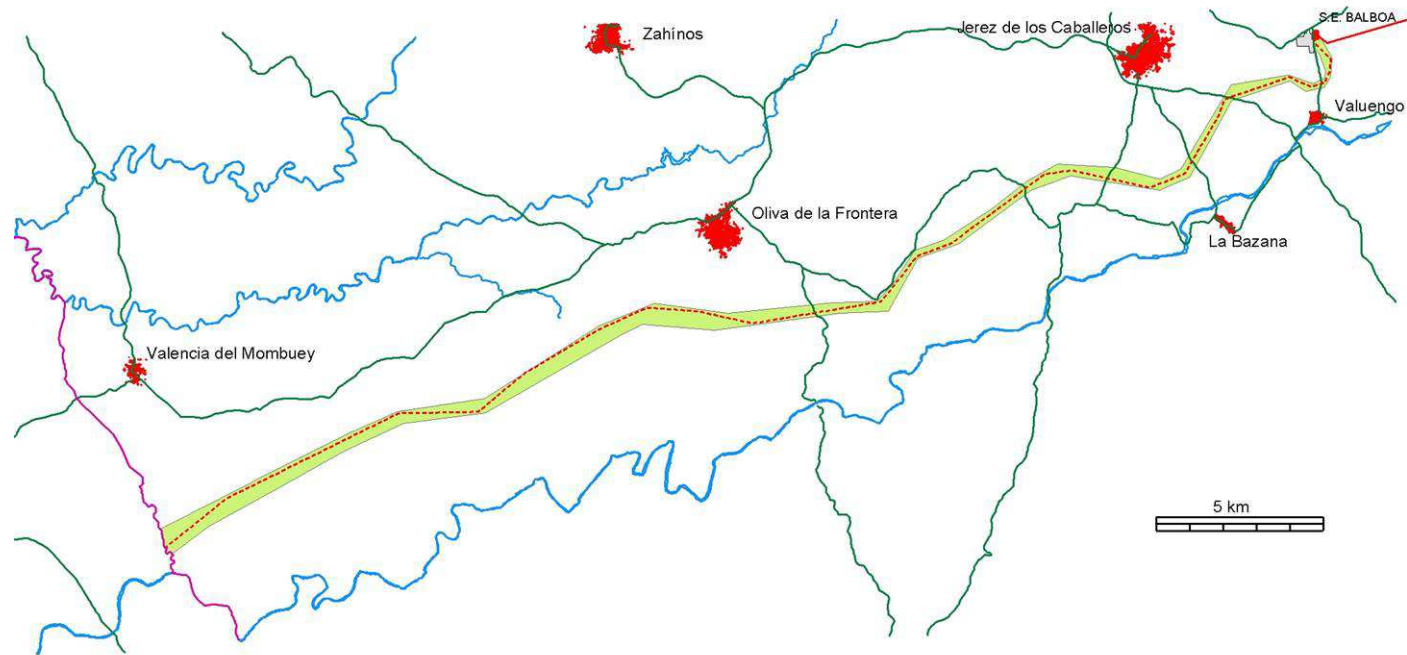 S.E. BALBOA
Jerez de los Caballeros
Zahínos
Valuengo
Oliva de la Frontera
La Bazana
Valencia del Mombuey
5 km